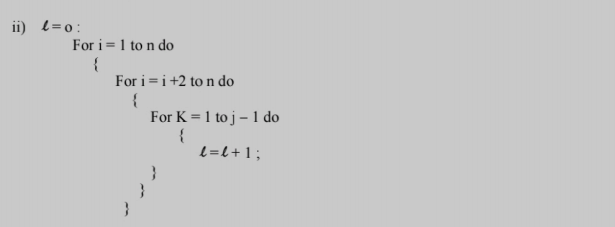 ii) ℓ = o :
For i = 1 to n do
{
For i = i +2 to n do
{
For K = 1 to j – 1 do
{
ℓ = ℓ + 1 ;
}
}
}